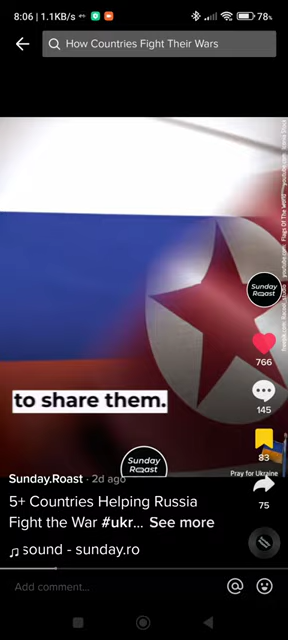 8:06 | 1.1KB/s
78%
How Countries Fight Their Wars
Sunday
Roast
766
to share them.
145
Sunday
Roast
83
Pray for Ukraine
Sunday.Roast · 2d ago
5+ Countries Helping Russia
Fight the War #ukr... See more
75
sound - sunday.ro
Add comment...